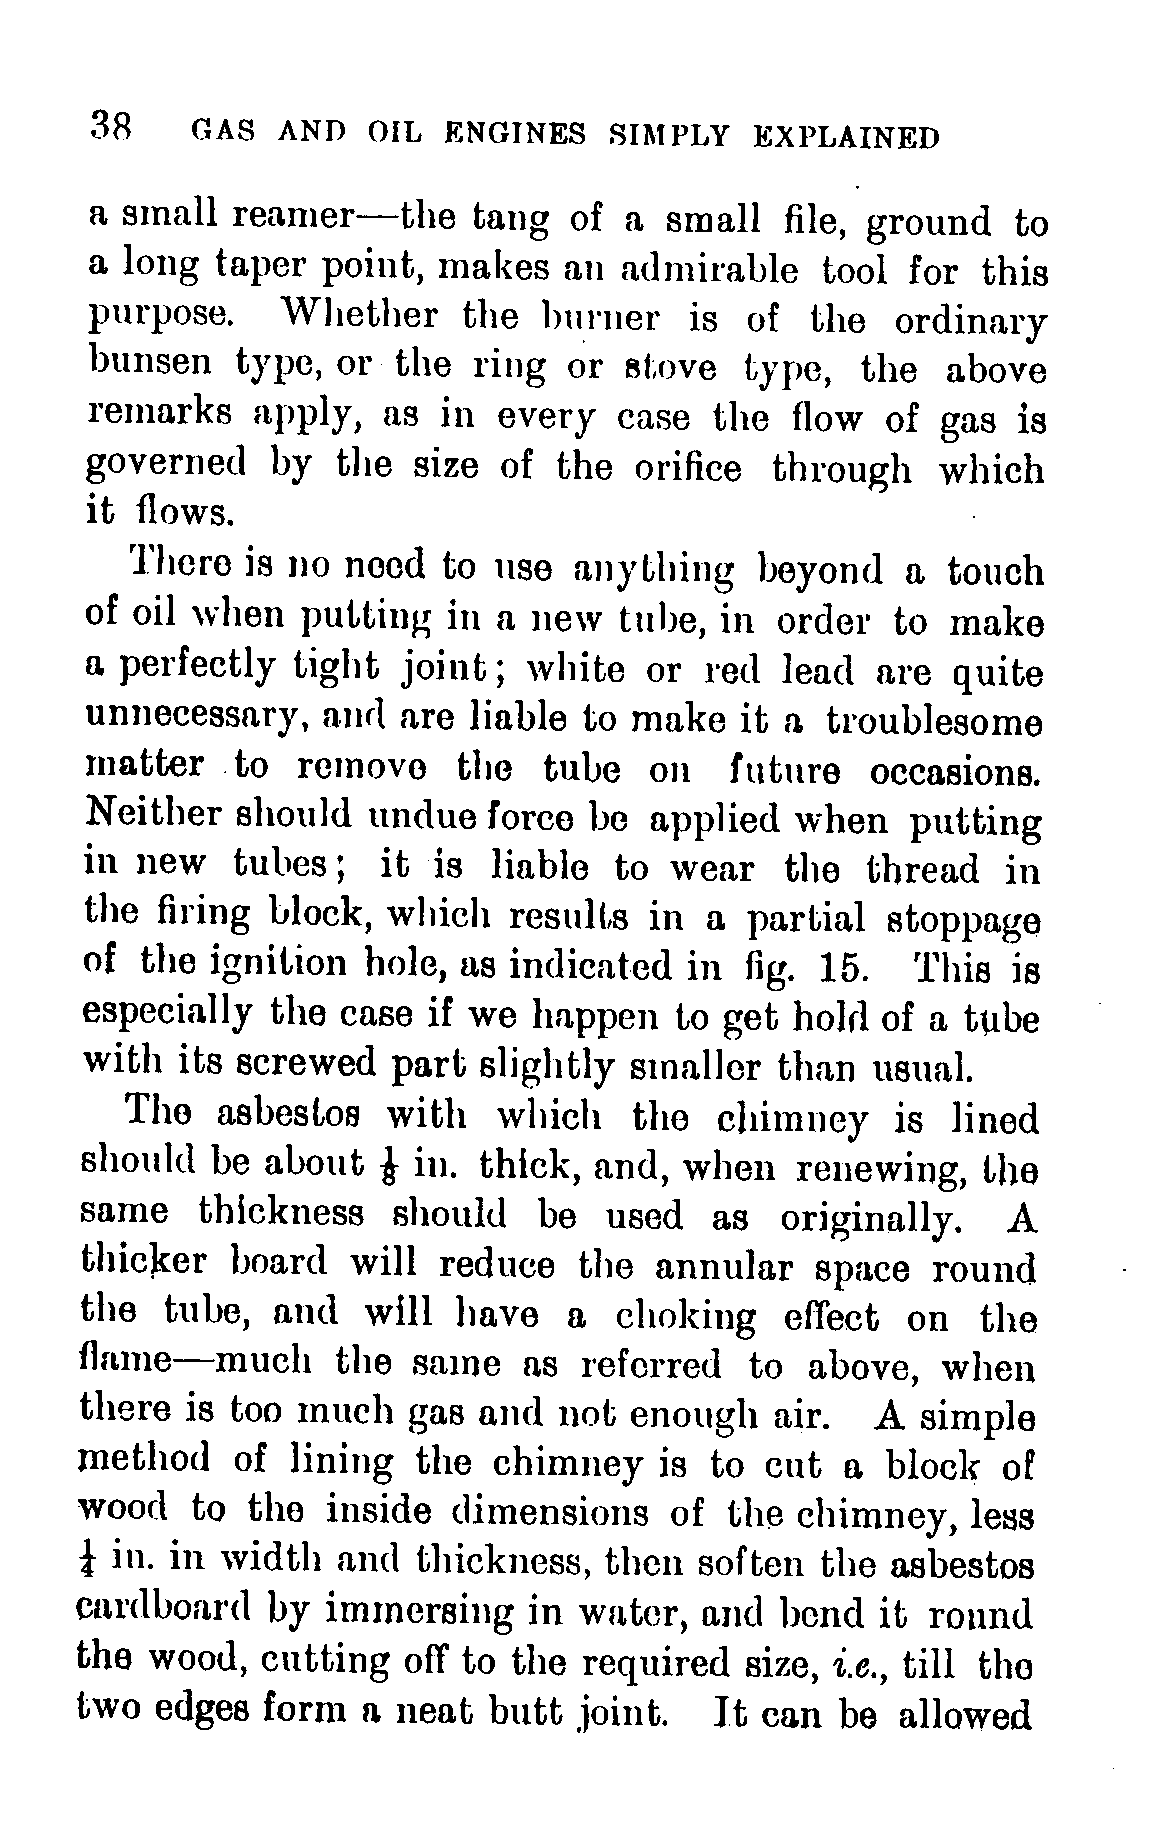 38 GAS AND OIL ENGINES SIMPLY EXPLAINED
a small reamer—the tang of a small file, ground to
a long taper point, makes an admirable tool for this
purpose. Whether the burner is of the ordinary
bunsen type, or the ring or stove type, the above
remarks apply, as in every case the flow of gas is
governed by the size of the orifice through which
it flows.
There is no need to use anything beyond a touch
of oil when putting in a new tube, in order to make
a perfectly tight joint; white or red lead are quite
unnecessary, and are liable to make it a troublesome
matter to remove the tube on future occasions.
Neither should undue force be applied when putting
in new tubes; it is liable to wear the thread in
the firing block, which results in a partial stoppage
of the ignition hole, as indicated in fig. 15. This is
especially the case if we happen to get hold of a tube
with its screwed part slightly smaller than usual.
The asbestos with which the chimney is lined
should be about ⅛ in. thick, and, when renewing, the
same thickness should be used as originally. A
thicker board will reduce the annular space round
the tube, and will have a choking effect on the
flame—much the same as referred to above, when
there is too much gas and not enough air. A simple
method of lining the chimney is to cut a block of
wood to the inside dimensions of the chimney, less
¼ in. in width and thickness, then soften the asbestos
cardboard by immersing in water, and bend it round
the wood, cutting off to the required size, i.e., till the
two edges form a neat butt joint. It can be allowed